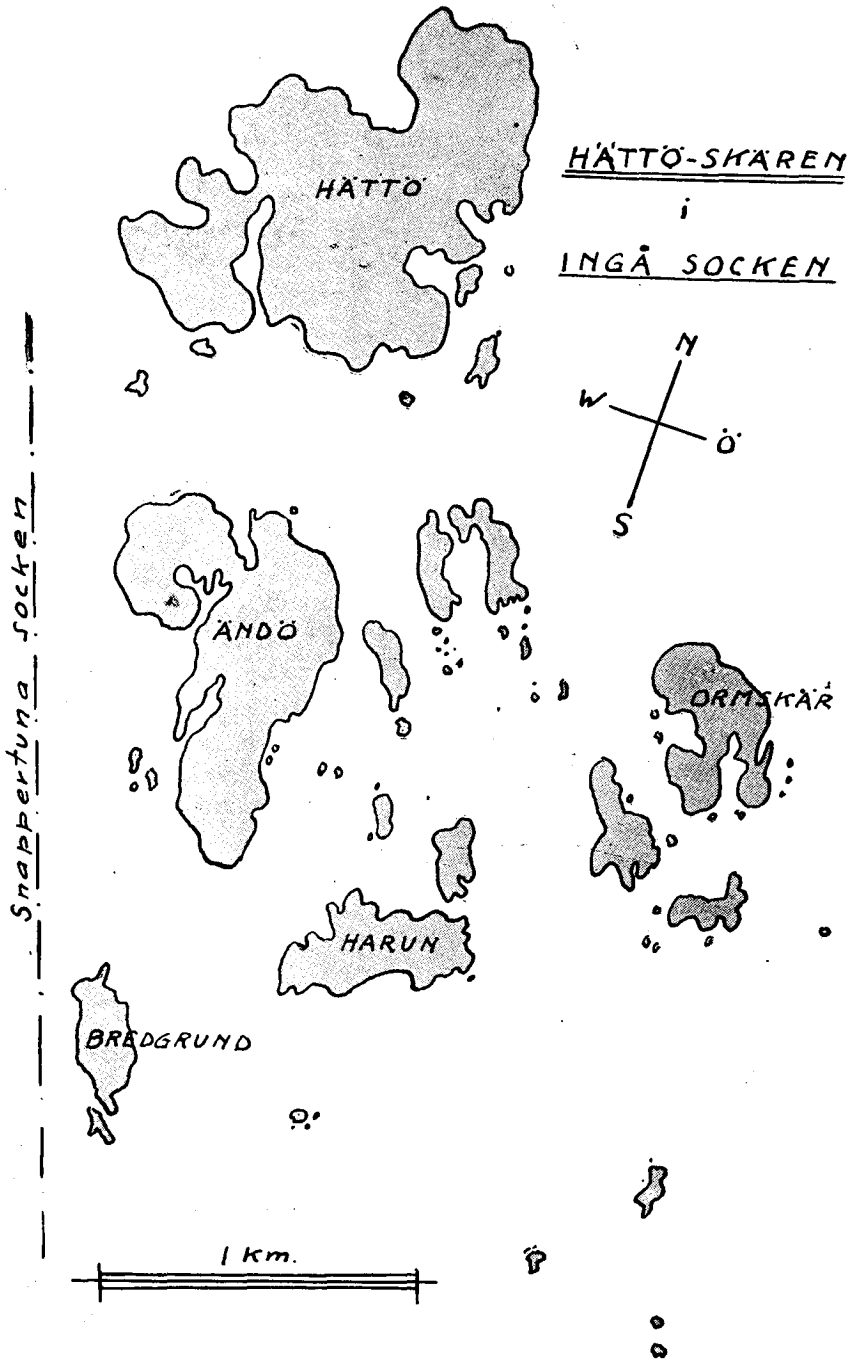 HÄTTÖ-SKÄREN
i
INGÅ SOCKEN
HÄTTÖ
N
W
Ö
S
Snappertuna socken
ÄNDÖ
ORMSKÄR
HARUN
BREDGRUND
1 km.